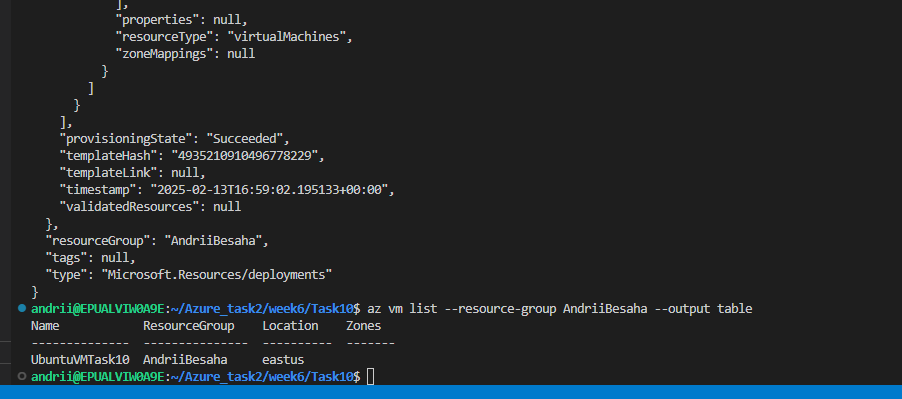 ],
"properties": null,
"resourceType": "virtualMachines",
"zoneMappings": null
}
]
}
],
"provisioningState": "Succeeded",
"templateHash": "4935210910496778229",
"templateLink": null,
"timestamp": "2025-02-13T16:59:02.195133+00:00",
"validatedResources": null
},
"resourceGroup": "AndriiBesaha",
"tags": null,
"type": "Microsoft.Resources/deployments"
}
andrii@EPUALVIW0A9E:~/Azure_task2/week6/Task10$ az vm list --resource-group AndriiBesaha --output table
Name ResourceGroup Location Zones
-------------- --------------- ---------- -------
UbuntuVMTask10 AndriiBesaha eastus
andrii@EPUALVIW0A9E:~/Azure_task2/week6/Task10$